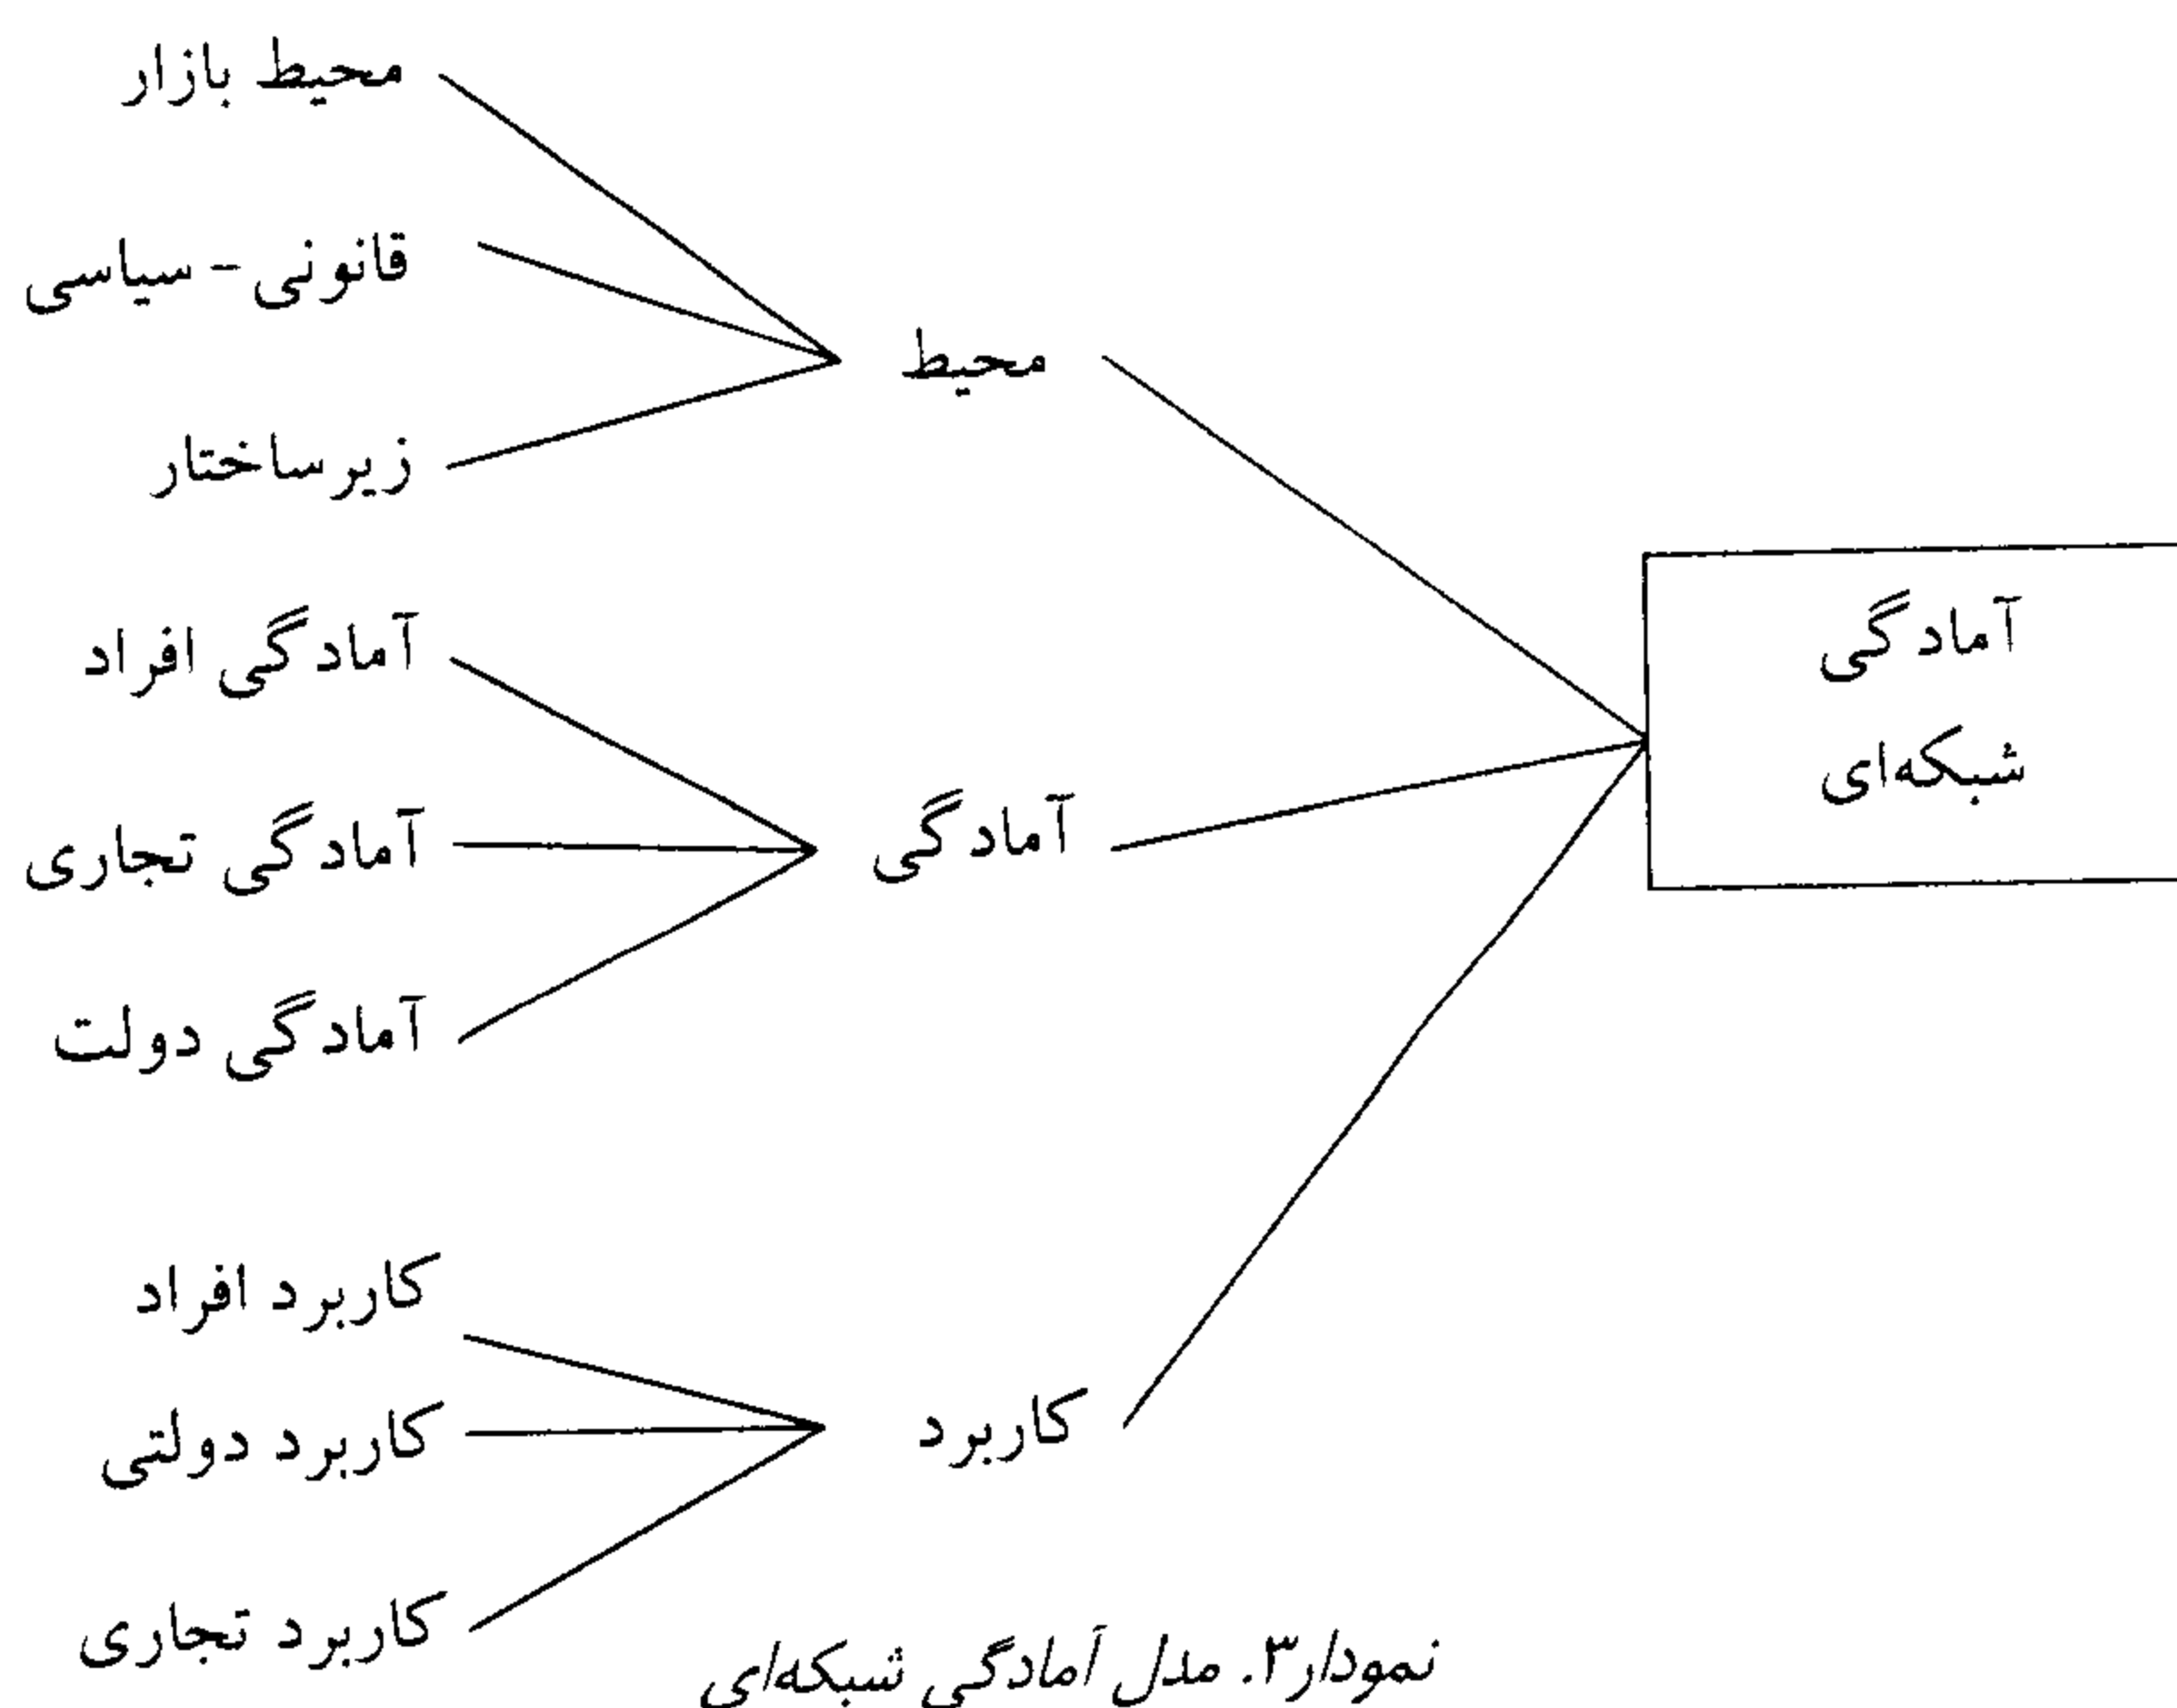 آمادگی
شبکه‌ای
محیط
محیط بازار
قانونی - سیاسی
زیرساختار
آمادگی
آمادگی افراد
آمادگی تجاری
آمادگی دولت
کاربرد
کاربرد افراد
کاربرد دولتی
کاربرد تجاری
نمودار۳. مدل آمادگی شبکه‌ای